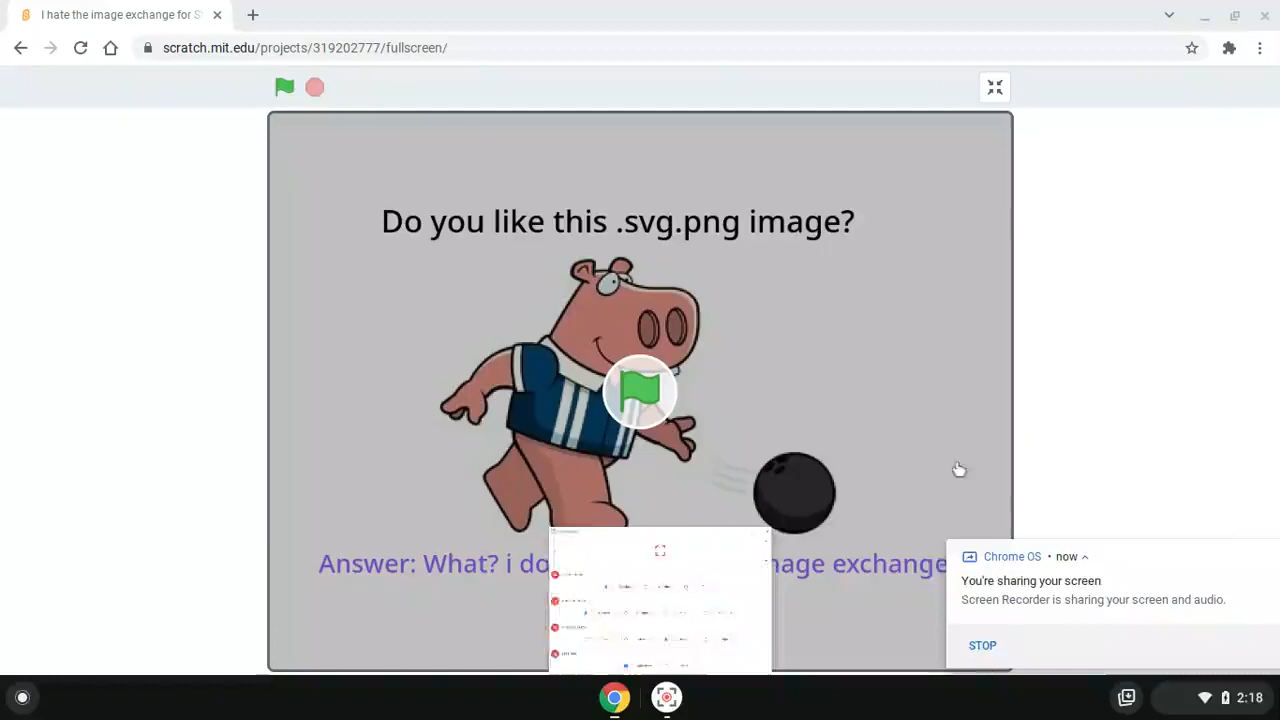 I hate the image exchange for S
scratch.mit.edu/projects/319202777/fullscreen/
Do you like this .svg.png image?
Answer: What? i do
exchange
Chrome OS • now
You're sharing your screen
Screen Recorder is sharing your screen and audio.
STOP
2:18